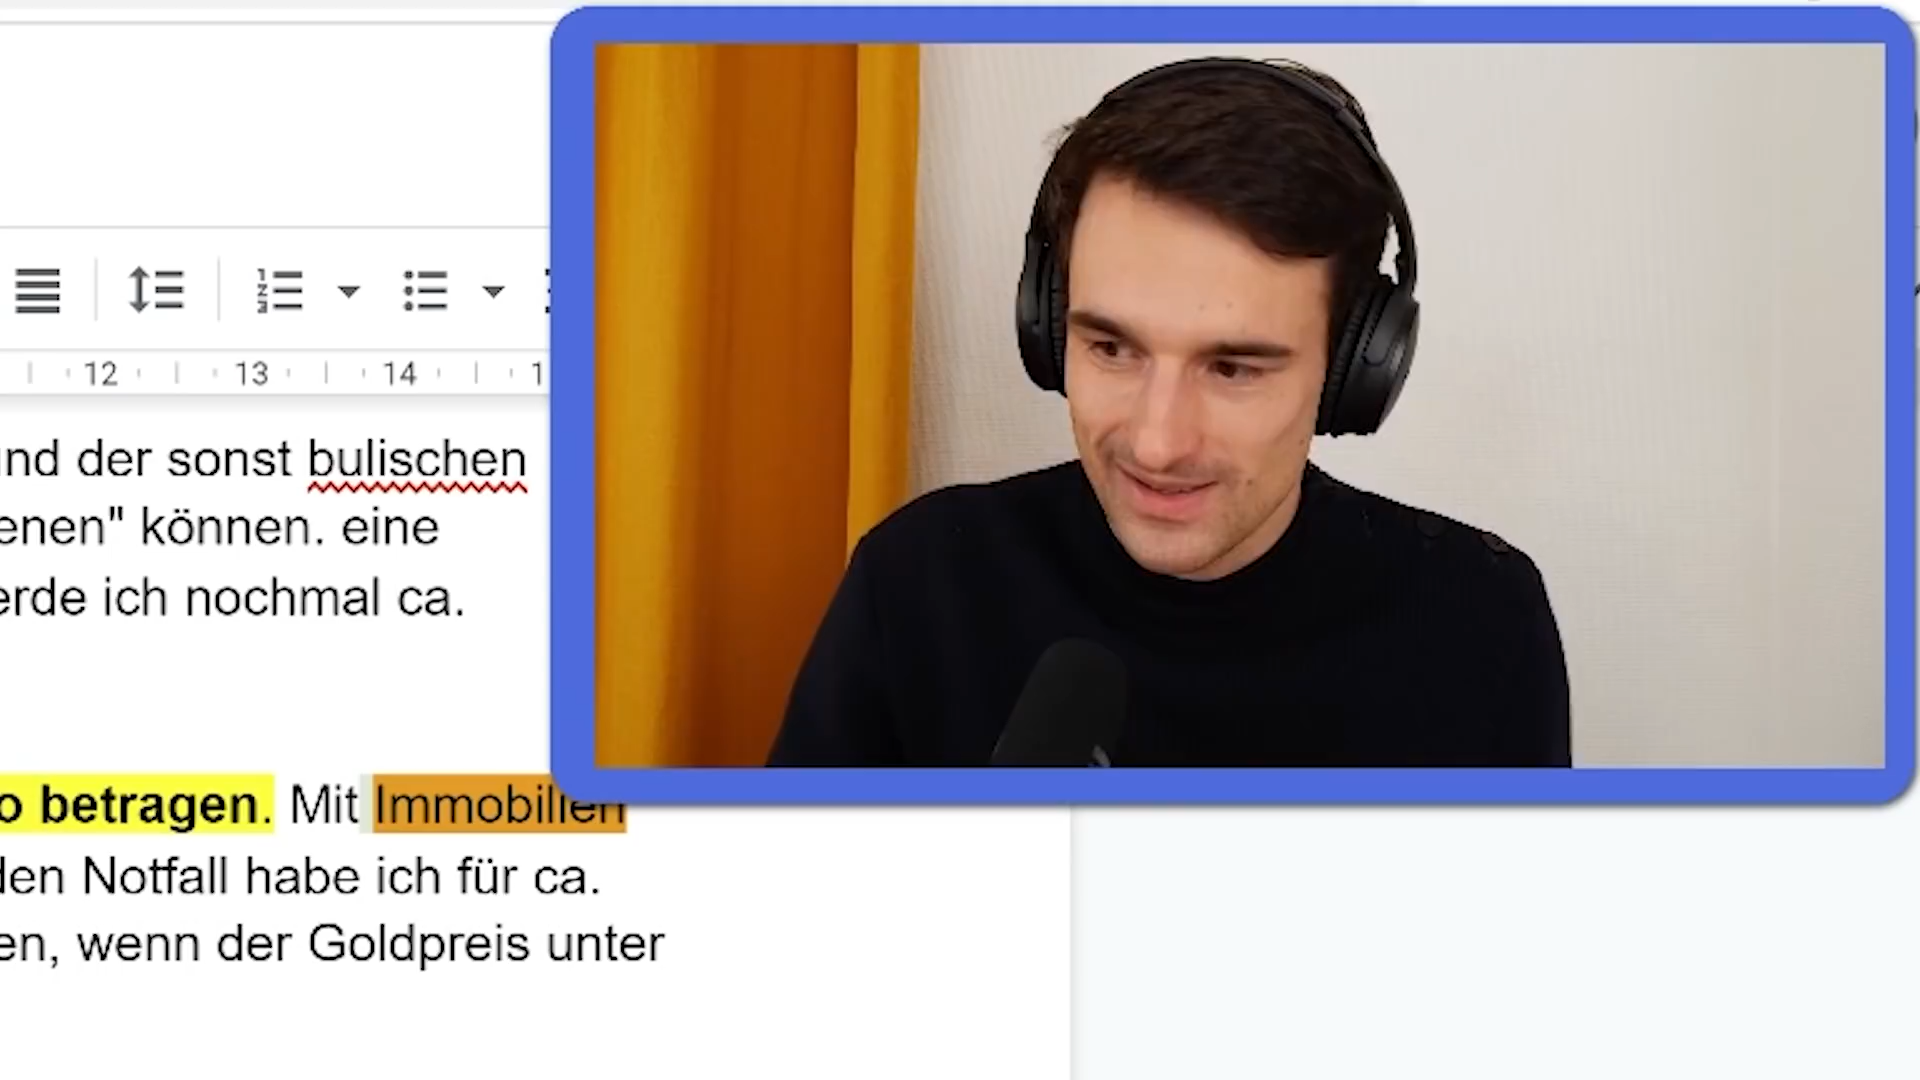 12 13 14 1
nd der sonst bulischen
enen" können. eine
erde ich nochmal ca.
o betragen. Mit Immobilien
den Notfall habe ich für ca.
en, wenn der Goldpreis unter